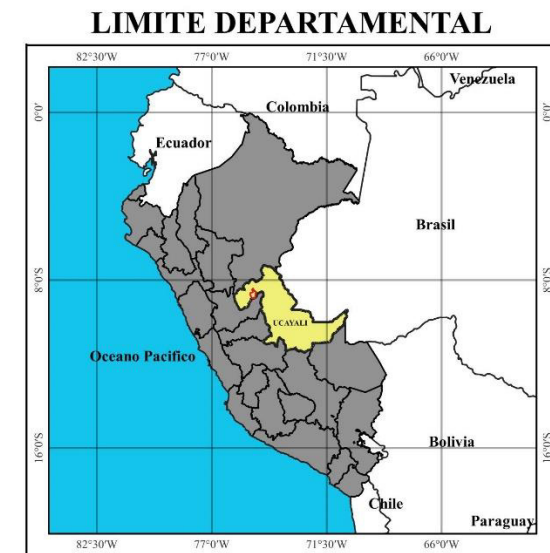 LIMITE DEPARTAMENTAL
82°30'W 77°0'W 71°30'W 66°0'W
Venezuela
Colombia
0°0' 0°0'
Ecuador
Brasil
8°0'S 8°0'S
UCAYALI
Oceano Pacifico
Bolivia
16°0'S 16°0'S
Chile
Paraguay
82°30'W 77°0'W 71°30'W 66°0'W